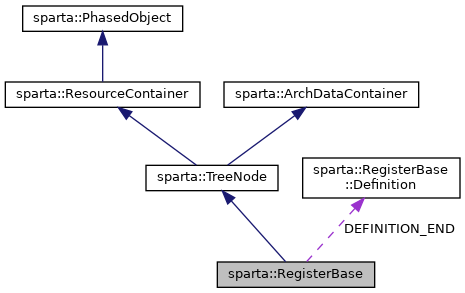 sparta::PhasedObject
sparta::ResourceContainer
sparta::ArchDataContainer
sparta::TreeNode
sparta::RegisterBase
::Definition
DEFINITION_END
sparta::RegisterBase